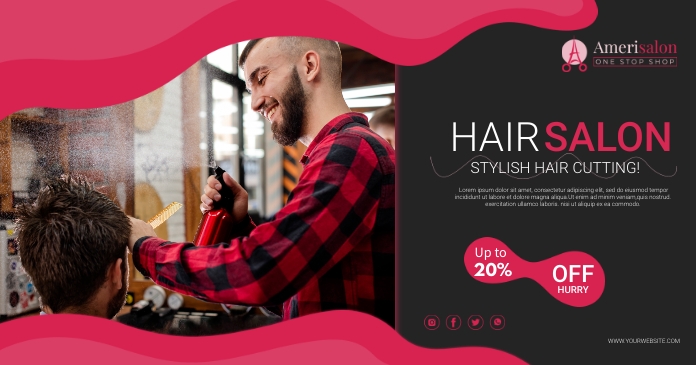 Amerisalon
ONE STOP SHOP
HAIR SALON
STYLISH HAIR CUTTING!
Lorem ipsum dolor sit amet, consectetur adipiscing elit, sed do eiusmod tempor
incididunt ut labore et dolore magna aliqua.Ut enim ad minim veniam,quis nostrud.
exercitation ullamco laboris. nisi ut aliquip ex ea commodo.
Up to
20%
OFF
HURRY
WWW.YOURWEBSITE.COM